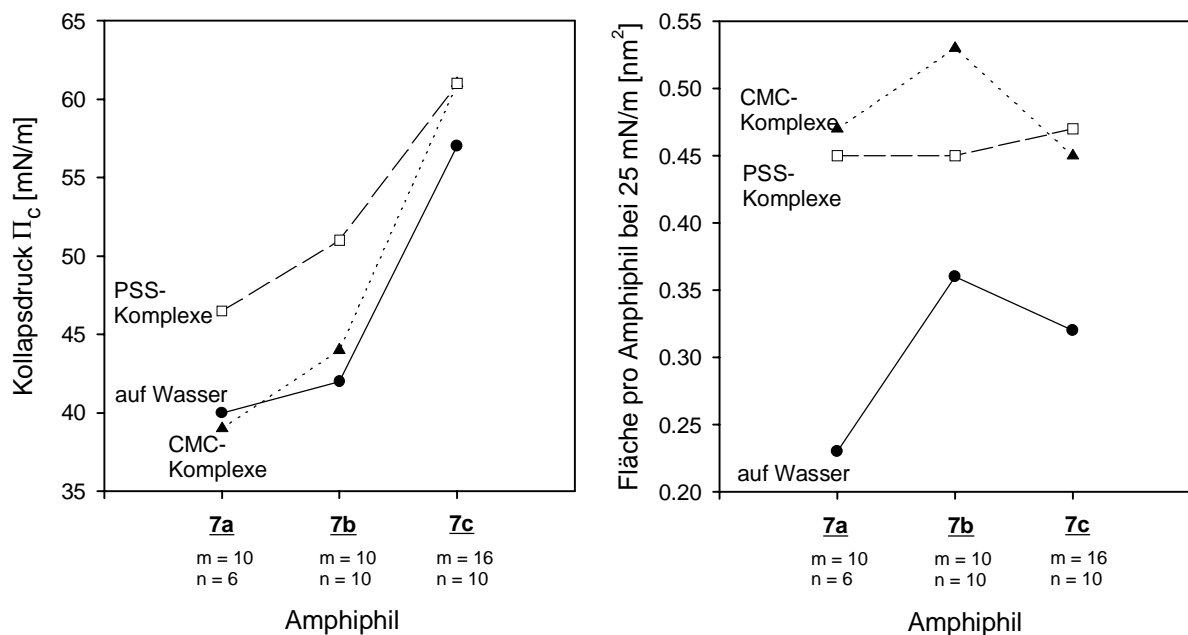 Kollapsdruck Π_C [mN/m]
65
60
55
50
45
40
35
PSS-
Komplexe
auf Wasser
CMC-
Komplexe
7a
7b
7c
m = 10
m = 10
m = 16
n = 6
n = 10
n = 10
Amphiphil
Fläche pro Amphiphil bei 25 mN/m [nm²]
0.55
0.50
0.45
0.40
0.35
0.30
0.25
0.20
CMC-
Komplexe
PSS-
Komplexe
auf Wasser
7a
7b
7c
m = 10
m = 10
m = 16
n = 6
n = 10
n = 10
Amphiphil